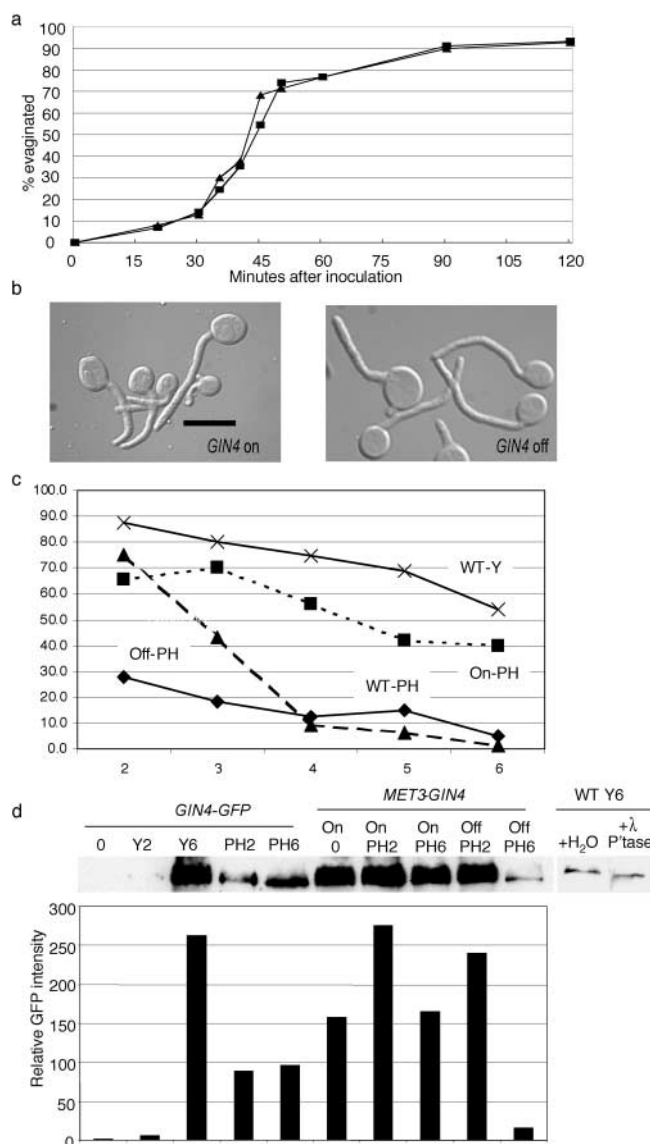 a
100
90
80
70
60
50
40
30
20
10
0
% evaginated
0 15 30 45 60 75 90 105 120
Minutes after inoculation
b
GIN4 on
GIN4 off
c
100.0
90.0
80.0
70.0
60.0
50.0
40.0
30.0
20.0
10.0
0.0
WT-Y
Off-PH
WT-PH
On-PH
2 3 4 5 6
d
GIN4-GFP
MET3-GIN4
WT Y6
0 Y2 Y6 PH2 PH6
On 0
On PH2
On PH6
Off PH2
Off PH6
+H₂O
+λ P'tase
300
250
200
150
100
50
0
Relative GFP intensity